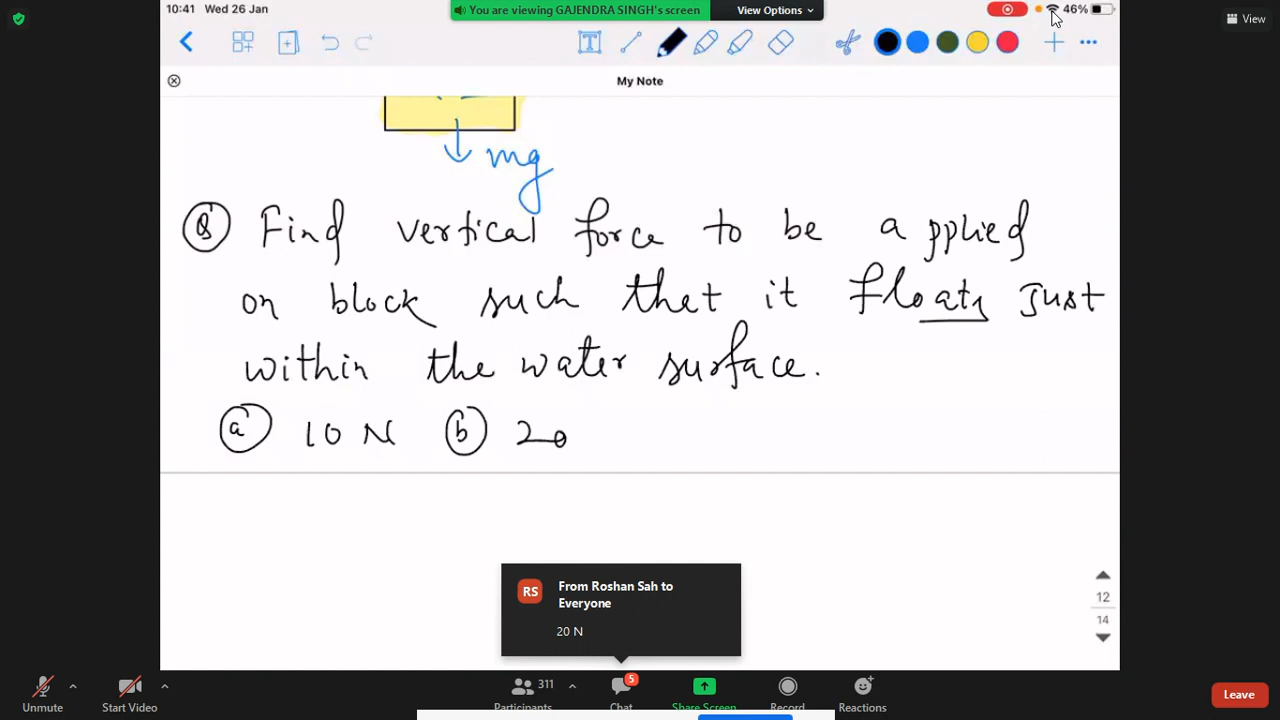 10:41 Wed 26 Jan
You are viewing GAJENDRA SINGH's screen
View Options
46%
View
My Note
mg
Q Find vertical force to be applied
on block such that it floats just
within the water surface.
a 10 N b 20
RS From Roshan Sah to
Everyone
20 N
12
14
Unmute
Start Video
311
Participants
5
Chat
Share Screen
Record
Reactions
Leave